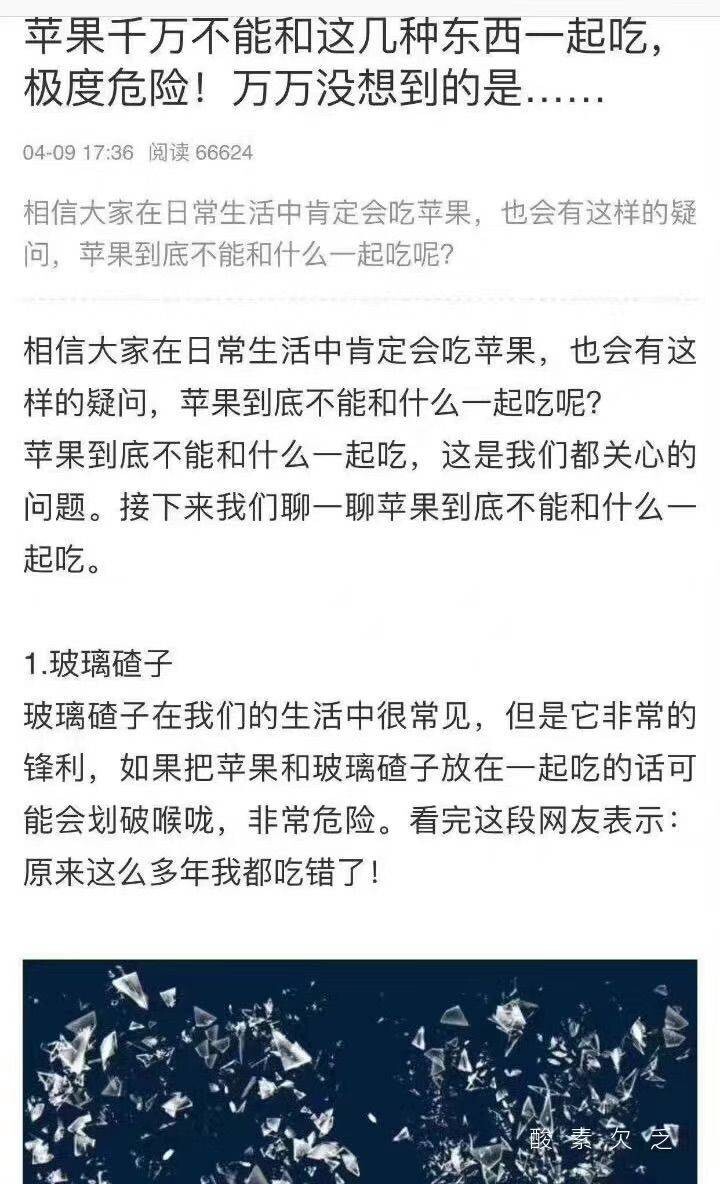 苹果千万不能和这几种东西一起吃，
极度危险！万万没想到的是……
04-09 17:36 阅读 66624
相信大家在日常生活中肯定会吃苹果，也会有这样的疑
问，苹果到底不能和什么一起吃呢？
相信大家在日常生活中肯定会吃苹果，也会有这
样的疑问，苹果到底不能和什么一起吃呢？
苹果到底不能和什么一起吃，这是我们都关心的
问题。接下来我们聊一聊苹果到底不能和什么一
起吃。
1.玻璃碴子
玻璃碴子在我们的生活中很常见，但是它非常的
锋利，如果把苹果和玻璃碴子放在一起吃的话可
能会划破喉咙，非常危险。看完这段网友表示：
原来这么多年我都吃错了！
酸素欠乏